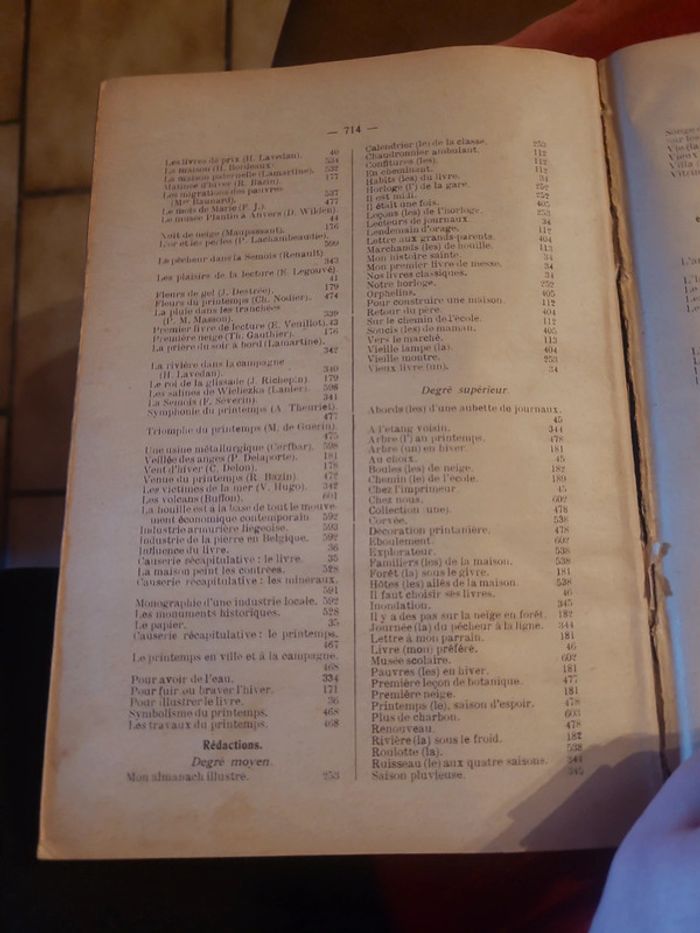 — 714 —
Les livres de prix (H. Lavedan). 40
La maison (H. Bordeaux. 534
La maison paternelle (Lamartine). 532
Matinée d'hiver (R. Bazin). 177
Les migrations des pauvres
(Mme Baunard). 537
Le mois de Marie (F. J.). 477
Le musée Plantin à Anvers (D. Wilden).
44
Nuit de neige (Maupassant). 176
L'or et les perles (P. Lachambeaudie).
599
Le pêcheur dans la Semois (Renault)
343
Les plaisirs de la lecture (E. Legouvé)
41
Fleurs de gel (J. Destrée). 179
Fleurs du printemps (Ch. Nodier). 474
La pluie dans les tranchées
(P. M. Masson). 339
Premier livre de lecture (E. Veuillot). 43
Première neige (Th. Gauthier). 176
La prière du soir à bord (Lamartine).
342
La rivière dans la campagne
(H. Lavedan). 340
Le roi de la glissade (J. Richepin). 179
Les salines de Wieliczka (Lanier). 598
La Semois (F. Severin). 341
Symphonie du printemps (A Theuriet).
477
Triomphe du printemps (M. de Guérin).
475
Une usine métallurgique (Cerfbar). 598
Veillée des anges (P. Delaporte). 181
Vent d'hiver (C. Delon). 178
Venue du printemps (R. Bazin). 472
Les victimes de la mer (V. Hugo). 342
Les volcans (Buffon). 601
La houille est à la base de tout le mouve-
ment économique contemporain 592
Industrie armurière liégeoise. 593
Industrie de la pierre en Belgique. 592
Influence du livre. 36
Causerie récapitulative : le livre. 35
La maison peint les contrées. 528
Causerie récapitulative : les minéraux.
591
Monographie d'une industrie locale. 592
Les monuments historiques. 528
Le papier. 35
Causerie récapitulative : le printemps.
467
Le printemps en ville et à la campagne.
468
Pour avoir de l'eau. 334
Pour fuir ou braver l'hiver. 171
Pour illustrer le livre. 36
Symbolisme du printemps. 468
Les travaux du printemps. 468
Rédactions.
Degré moyen.
Mon almanach illustré. 253
Calendrier (le) de la classe. 253
Chaudronnier ambulant. 112
Confitures (les). 112
En cheminant. 112
Habits (les) du livre. 34
Horloge (l') de la gare. 252
Il est midi. 252
Il était une fois. 405
Leçons (les) de l'horloge. 253
Lecteurs de journaux. 34
Lendemain d'orage. 112
Lettre aux grands-parents. 404
Marchands (les) de houille. 113
Mon histoire sainte. 34
Mon premier livre de messe. 34
Nos livres classiques. 34
Notre horloge. 252
Orphelins. 405
Pour construire une maison. 112
Retour du père. 404
Sur le chemin de l'école. 112
Soucis (les) de maman. 405
Vers le marché. 113
Vieille lampe (la). 404
Vieille montre. 253
Vieux livre (un). 34
Degré supérieur.
Abords (les) d'une aubette de journaux.
45
A l'étang voisin. 344
Arbre (l') au printemps. 478
Arbre (un) en hiver. 181
Au choix. 45
Boules (les) de neige. 182
Chemin (le) de l'école. 180
Chez l'imprimeur 45
Chez nous. 602
Collection une). 478
Corvée. 538
Décoration printanière. 478
Eboulement. 602
Explorateur. 538
Familiers (les) de la maison. 538
Forêt (la) sous le givre. 181
Hôtes (les) ailés de la maison. 538
Il faut choisir ses livres. 46
Inondation. 345
Il y a des pas sur la neige en forêt. 182
Journée (la) du pêcheur à la ligne. 344
Lettre à mon parrain. 181
Livre (mon) préféré. 46
Musée scolaire. 602
Pauvres (les) en hiver. 181
Première leçon de botanique. 477
Première neige. 181
Printemps (le), saison d'espoir. 478
Plus de charbon. 603
Renouveau. 478
Rivière (la) sous le froid. 182
Roulotte (la). 538
Ruisseau (le) aux quatre saisons. 344
Saison pluvieuse. 345